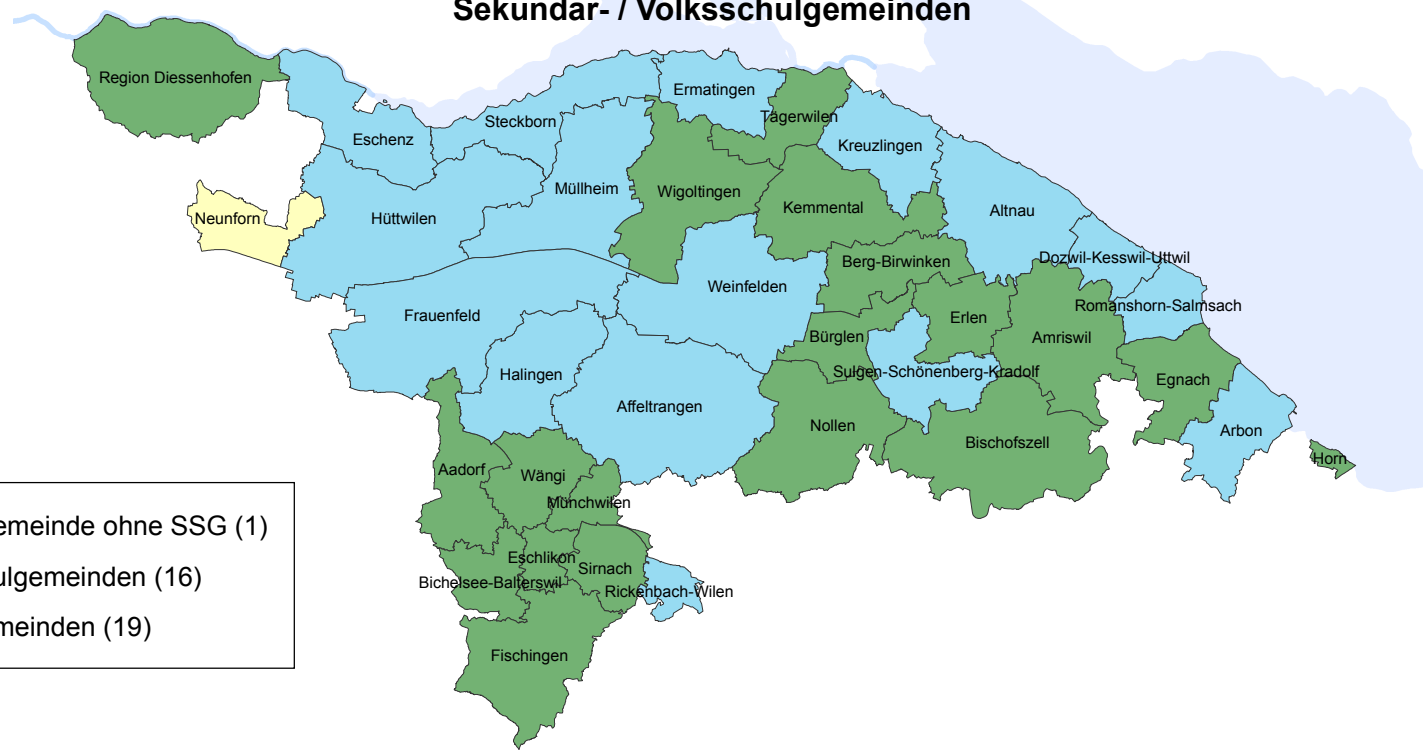 Sekundar- / Volksschulgemeinden
Region Diessenhofen
Ermatingen
Steckborn
Tägerwilen
Eschenz
Kreuzlingen
Müllheim
Wigoltingen
Kemmental
Altnau
Neunforn
Hüttwilen
Dozwil-Kesswil-Uttwil
Berg-Birwinken
Weinfelden
Romanshorn-Salmsach
Frauenfeld
Erlen
Bürglen
Amriswil
Sulgen-Schönenberg-Kradolf
Halingen
Egnach
Affeltrangen
Nollen
Arbon
Bischofszell
Horn
Aadorf
Wängi
Münchwilen
Eschlikon
Sirnach
Bichelsee-Balterswil
Rickenbach-Wilen
Fischingen
emeinde ohne SSG (1)
ulgemeinden (16)
meinden (19)